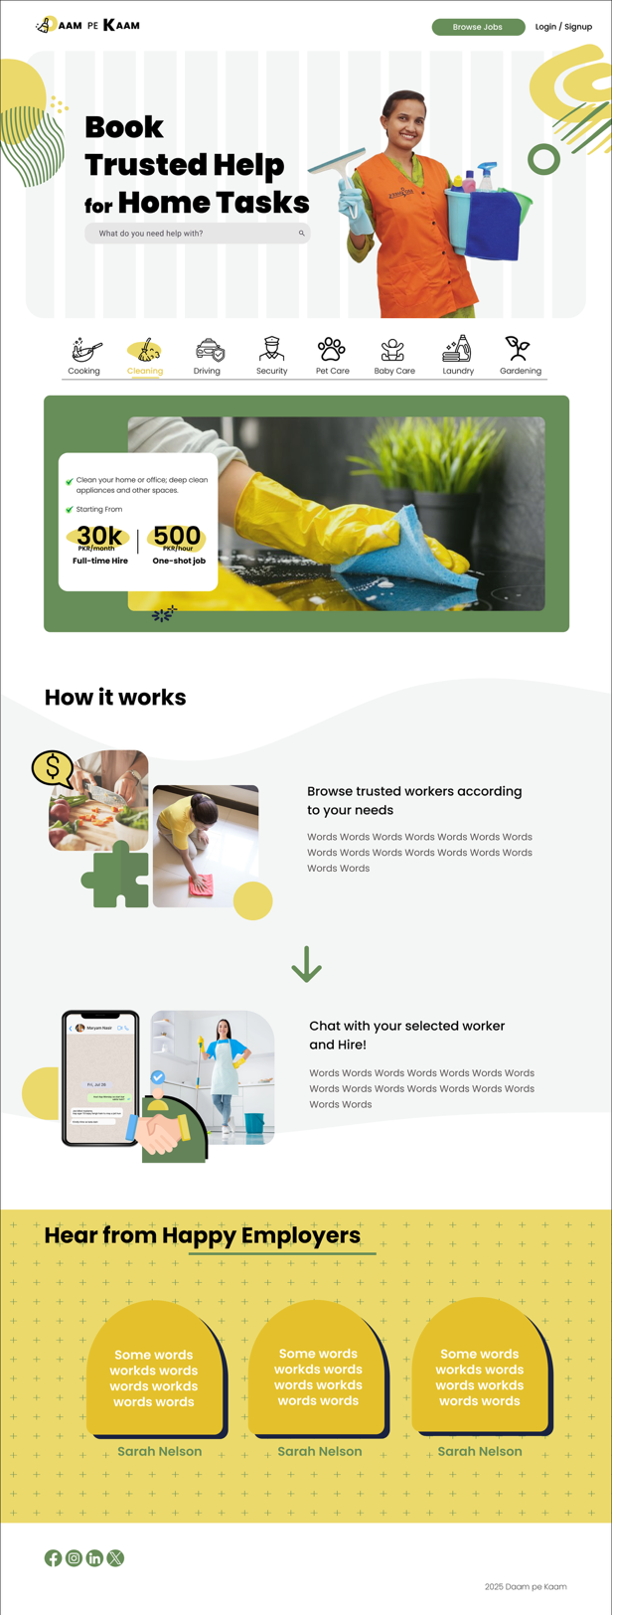 DAAM PE KAAM
Browse Jobs
Login / Signup
Book
Trusted Help
for Home Tasks
What do you need help with?
Cooking
Cleaning
Driving
Security
Pet Care
Baby Care
Laundry
Gardening
Clean your home or office; deep clean
appliances and other spaces.
Starting From
30k
PKR/month
Full-time Hire
500
PKR/hour
One-shot job
How it works
$
Browse trusted workers according
to your needs
Words Words Words Words Words Words Words
Words Words Words Words Words Words Words
Words Words
Fri, Jul 26
Chat with your selected worker
and Hire!
Words Words Words Words Words Words Words
Words Words Words Words Words Words Words
Words Words
Hear from Happy Employers
Some words
workds words
words workds
words words
Sarah Nelson
Some words
workds words
words workds
words words
Sarah Nelson
Some words
workds words
words workds
words words
Sarah Nelson
2025 Daam pe Kaam